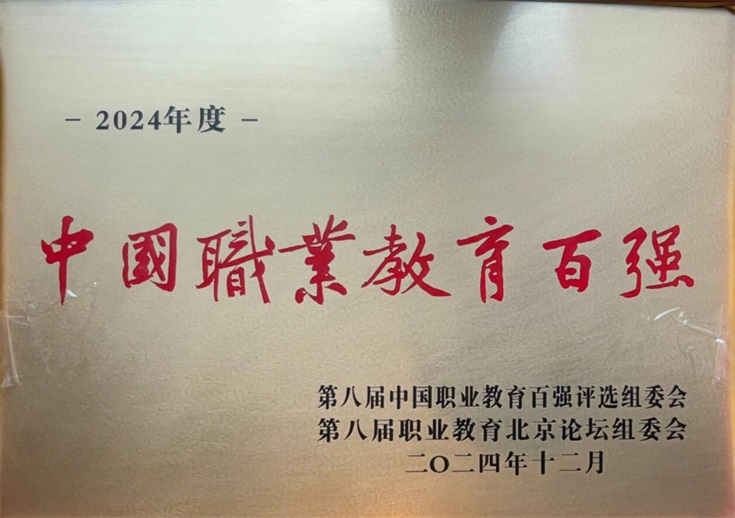 － 2024年度 －
中國職業教育百强
第八届中国职业教育百强评选组委会
第八届职业教育北京论坛组委会
二〇二四年十二月